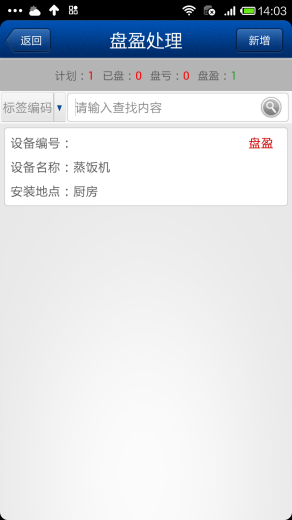 14:03
返回 盘盈处理 新增
计划：1 已盘：0 盘亏：0 盘盈：1
标签编码 请输入查找内容
设备编号： 盘盈
设备名称：蒸饭机
安装地点：厨房